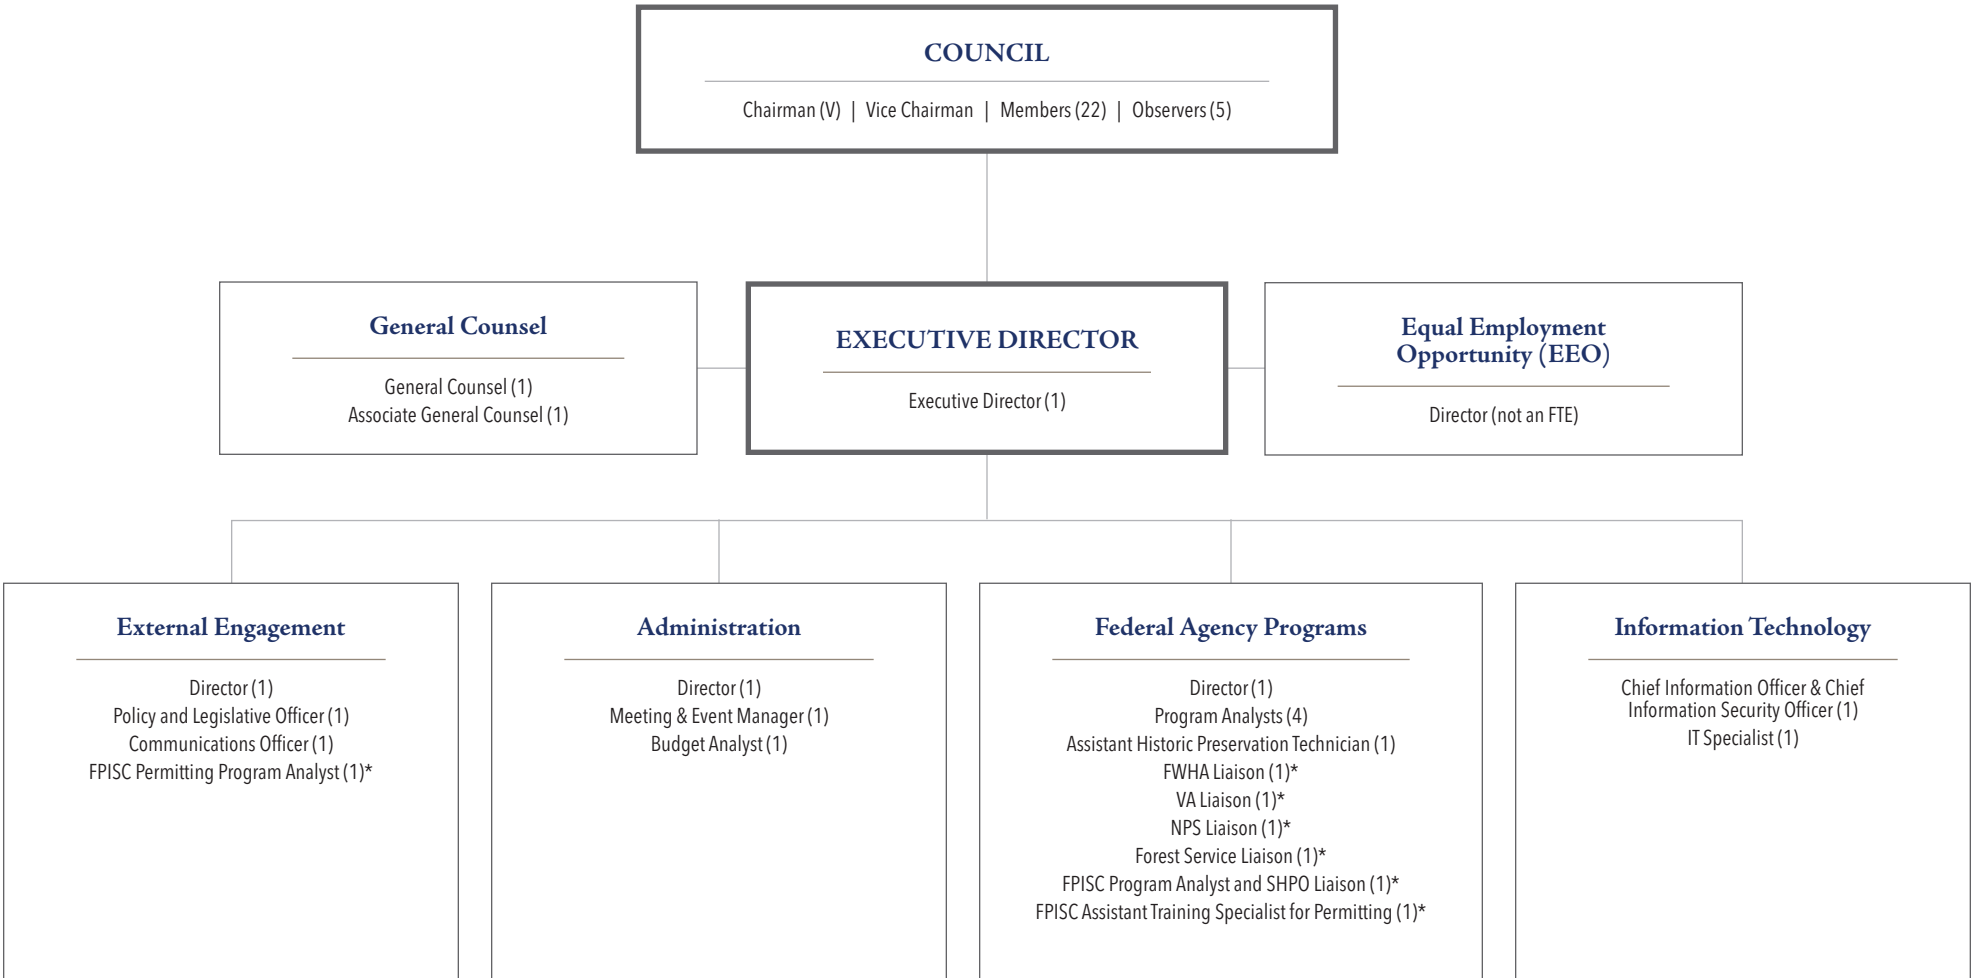 COUNCIL
Chairman (V) | Vice Chairman | Members (22) | Observers (5)
General Counsel
General Counsel (1)
Associate General Counsel (1)
EXECUTIVE DIRECTOR
Executive Director (1)
Equal Employment
Opportunity (EEO)
Director (not an FTE)
External Engagement
Director (1)
Policy and Legislative Officer (1)
Communications Officer (1)
FPISC Permitting Program Analyst (1)*
Administration
Director (1)
Meeting & Event Manager (1)
Budget Analyst (1)
Federal Agency Programs
Director (1)
Program Analysts (4)
Assistant Historic Preservation Technician (1)
FWHA Liaison (1)*
VA Liaison (1)*
NPS Liaison (1)*
Forest Service Liaison (1)*
FPISC Program Analyst and SHPO Liaison (1)*
FPISC Assistant Training Specialist for Permitting (1)*
Information Technology
Chief Information Officer & Chief
Information Security Officer (1)
IT Specialist (1)